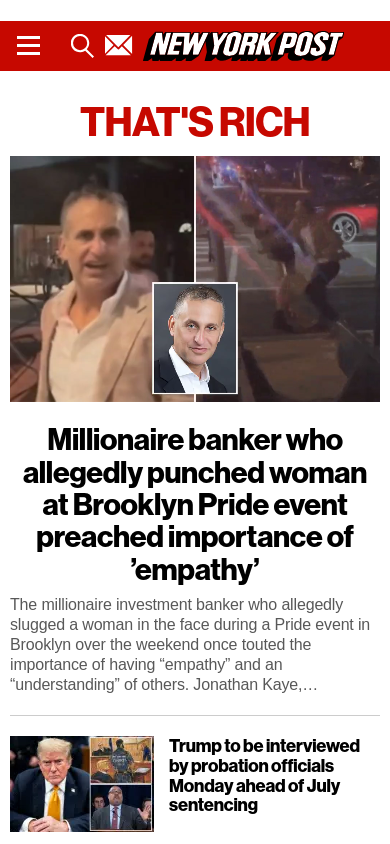 NEW YORK POST
THAT'S RICH
Millionaire banker who
allegedly punched woman
at Brooklyn Pride event
preached importance of
’empathy’
The millionaire investment banker who allegedly
slugged a woman in the face during a Pride event in
Brooklyn over the weekend once touted the
importance of having “empathy” and an
“understanding” of others. Jonathan Kaye,…
Trump to be interviewed
by probation officials
Monday ahead of July
sentencing